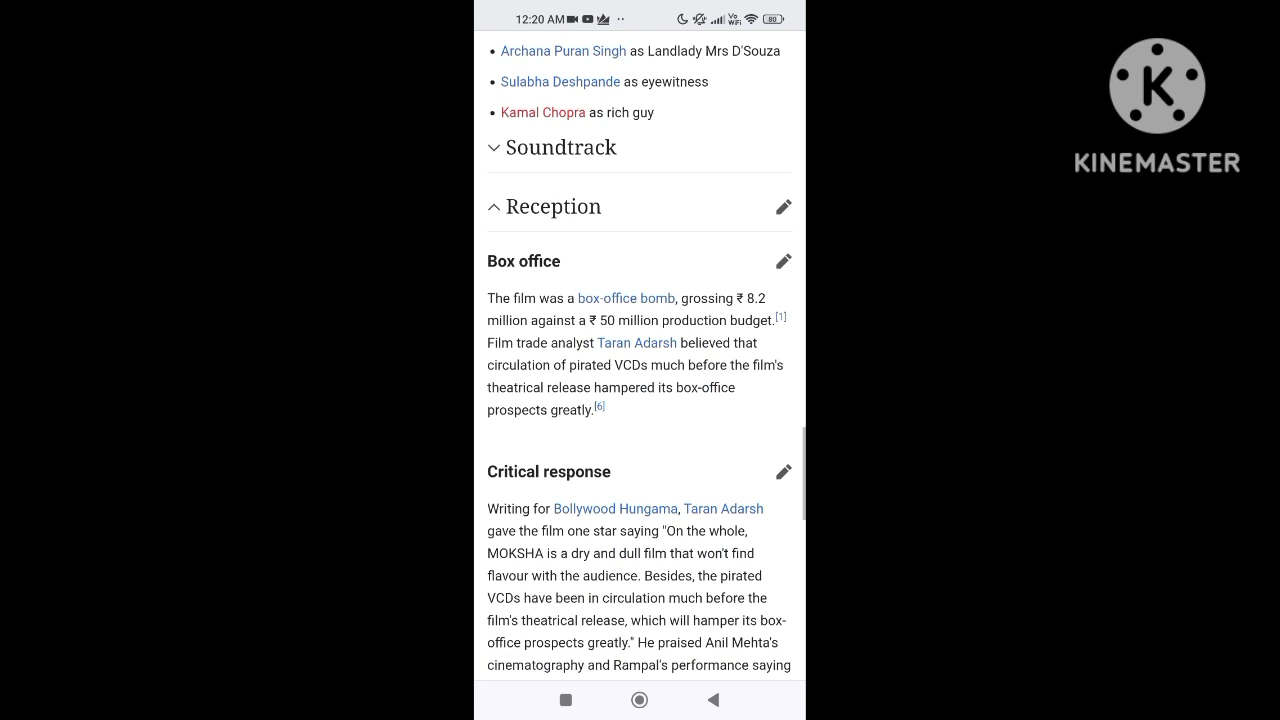 12:20 AM
Vo WiFi 80
K
KINEMASTER
• Archana Puran Singh as Landlady Mrs D'Souza
• Sulabha Deshpande as eyewitness
• Kamal Chopra as rich guy
Soundtrack
Reception
Box office
The film was a box-office bomb, grossing ₹ 8.2
million against a ₹ 50 million production budget.[1]
Film trade analyst Taran Adarsh believed that
circulation of pirated VCDs much before the film's
theatrical release hampered its box-office
prospects greatly.[6]
Critical response
Writing for Bollywood Hungama, Taran Adarsh
gave the film one star saying "On the whole,
MOKSHA is a dry and dull film that won't find
flavour with the audience. Besides, the pirated
VCDs have been in circulation much before the
film's theatrical release, which will hamper its box-
office prospects greatly." He praised Anil Mehta's
cinematography and Rampal's performance saying